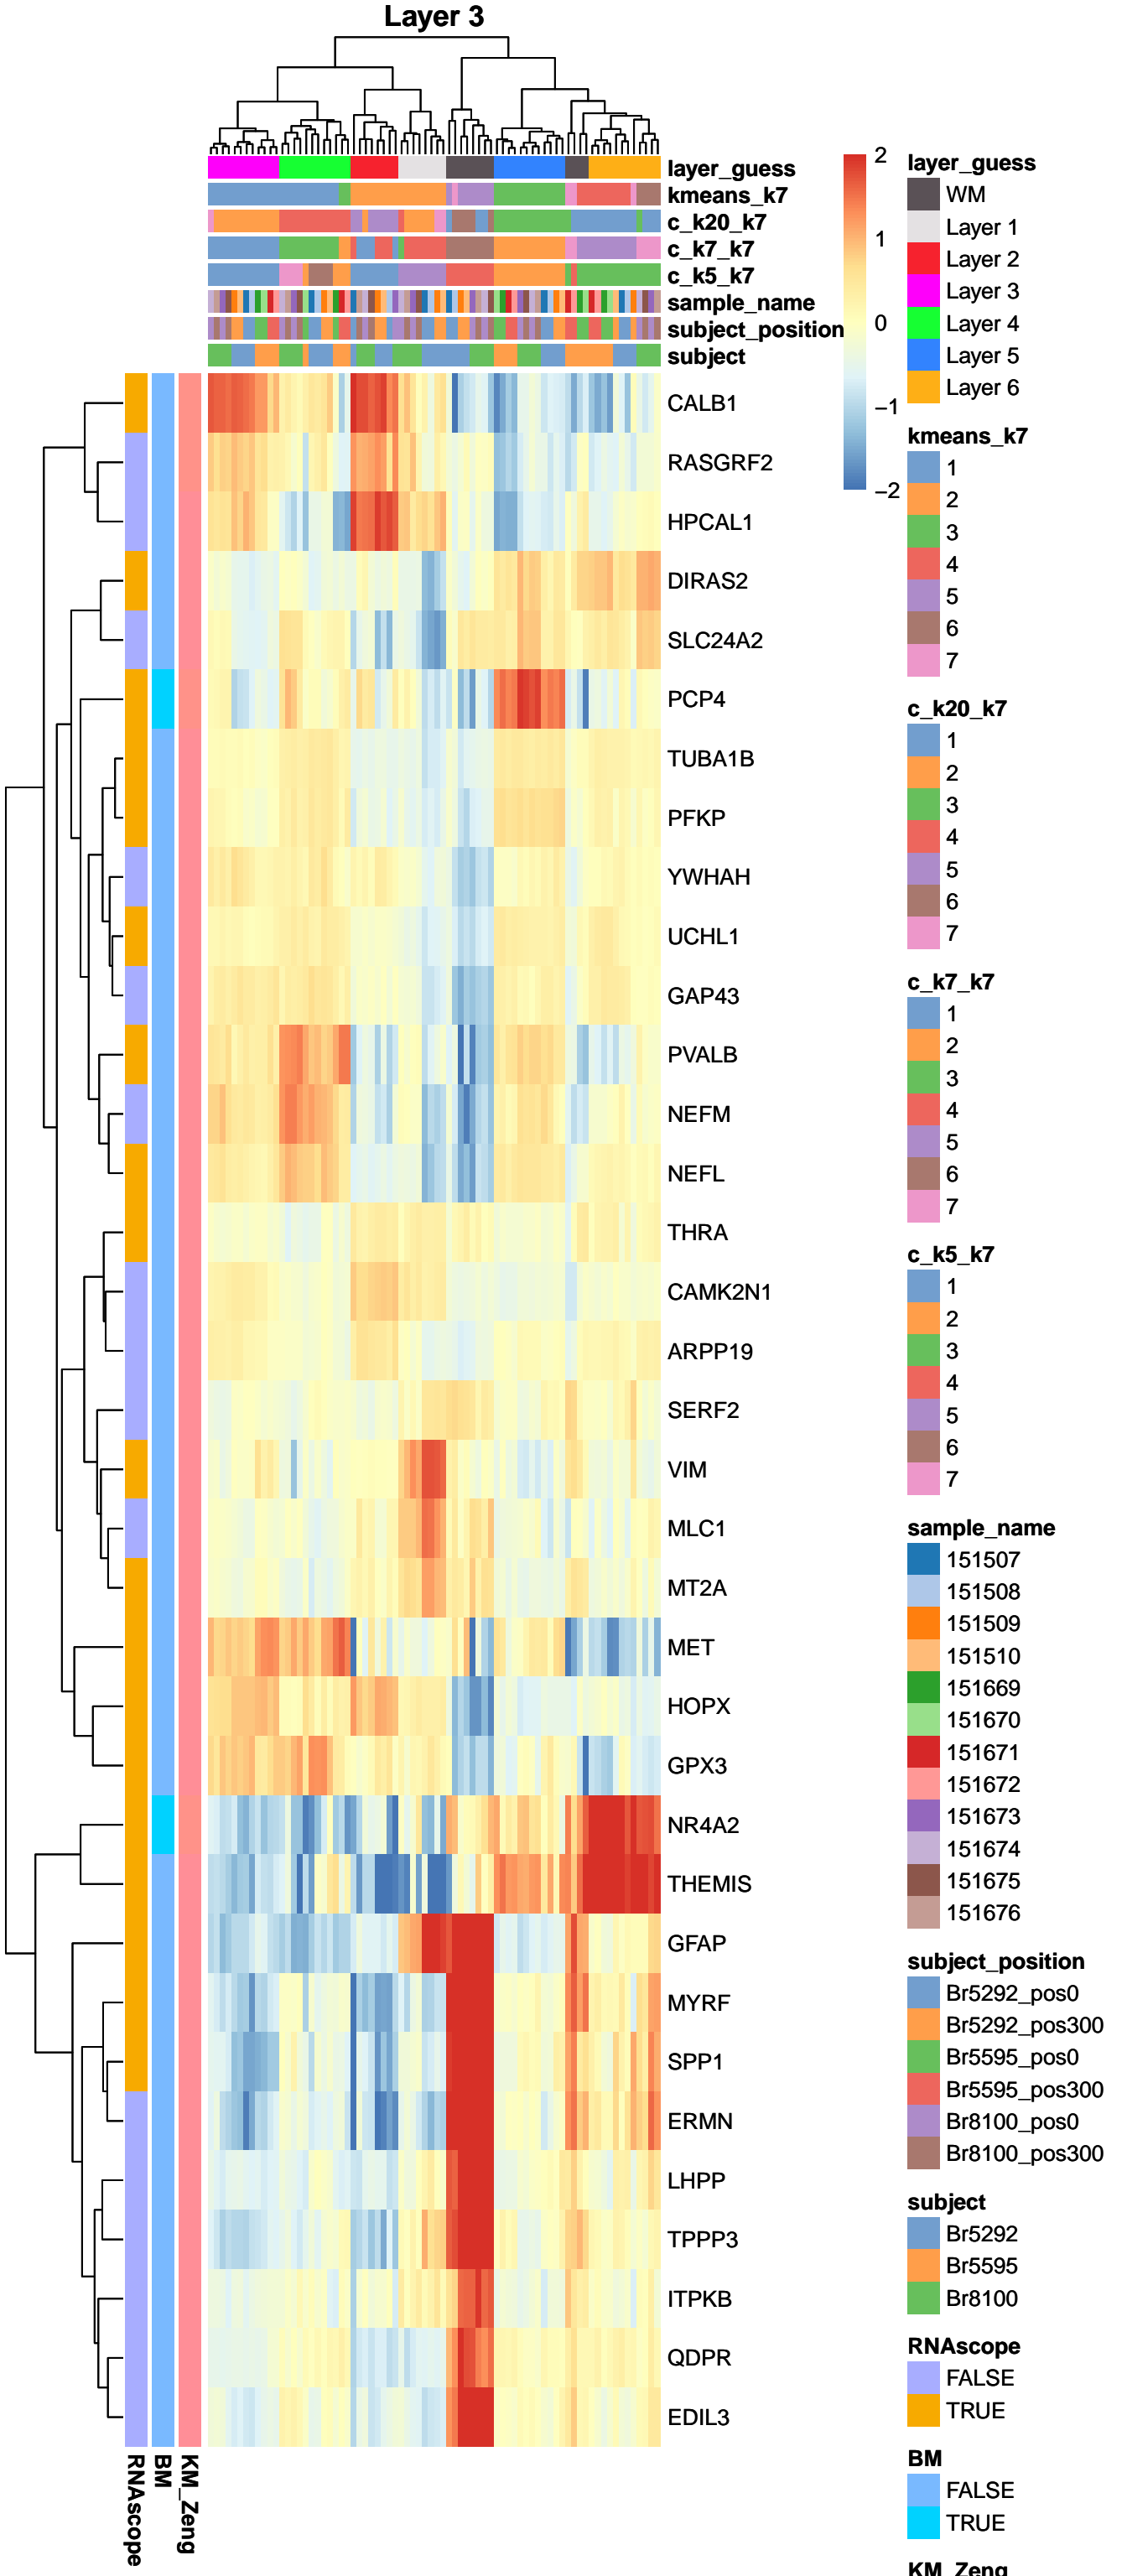 Layer 3
layer_guess
kmeans_k7
c_k20_k7
c_k7_k7
c_k5_k7
sample_name
subject_position
subject
CALB1
RASGRF2
HPCAL1
DIRAS2
SLC24A2
PCP4
TUBA1B
PFKP
YWHAH
UCHL1
GAP43
PVALB
NEFM
NEFL
THRA
CAMK2N1
ARPP19
SERF2
VIM
MLC1
MT2A
MET
HOPX
GPX3
NR4A2
THEMIS
GFAP
MYRF
SPP1
ERMN
LHPP
TPPP3
ITPKB
QDPR
EDIL3
RNAscope
BM
KM_Zeng
2
1
0
−1
−2
layer_guess
WM
Layer 1
Layer 2
Layer 3
Layer 4
Layer 5
Layer 6
kmeans_k7
1
2
3
4
5
6
7
c_k20_k7
1
2
3
4
5
6
7
c_k7_k7
1
2
3
4
5
6
7
c_k5_k7
1
2
3
4
5
6
7
sample_name
151507
151508
151509
151510
151669
151670
151671
151672
151673
151674
151675
151676
subject_position
Br5292_pos0
Br5292_pos300
Br5595_pos0
Br5595_pos300
Br8100_pos0
Br8100_pos300
subject
Br5292
Br5595
Br8100
RNAscope
FALSE
TRUE
BM
FALSE
TRUE
KM_Zeng